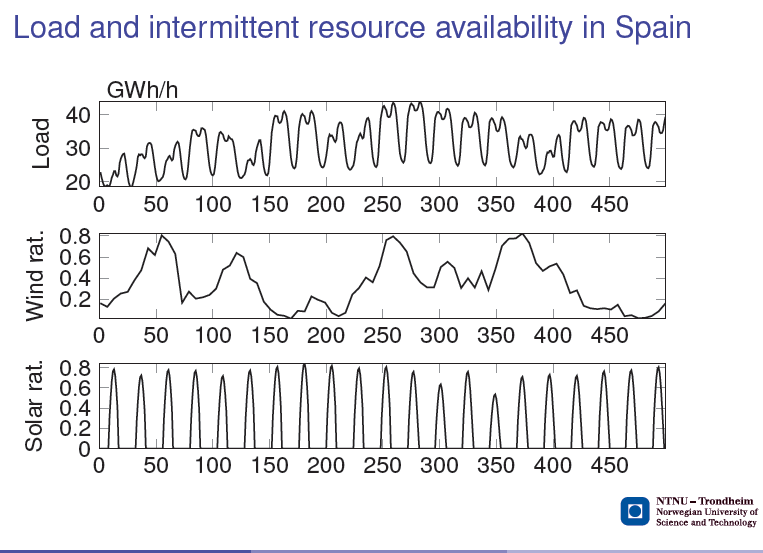 Load and intermittent resource availability in Spain
GWh/h
Load
40
30
20
0 50 100 150 200 250 300 350 400 450
Wind rat.
0.8
0.6
0.4
0.2
0 50 100 150 200 250 300 350 400 450
Solar rat.
0.8
0.6
0.4
0.2
0
0 50 100 150 200 250 300 350 400 450
NTNU – Trondheim
Norwegian University of
Science and Technology